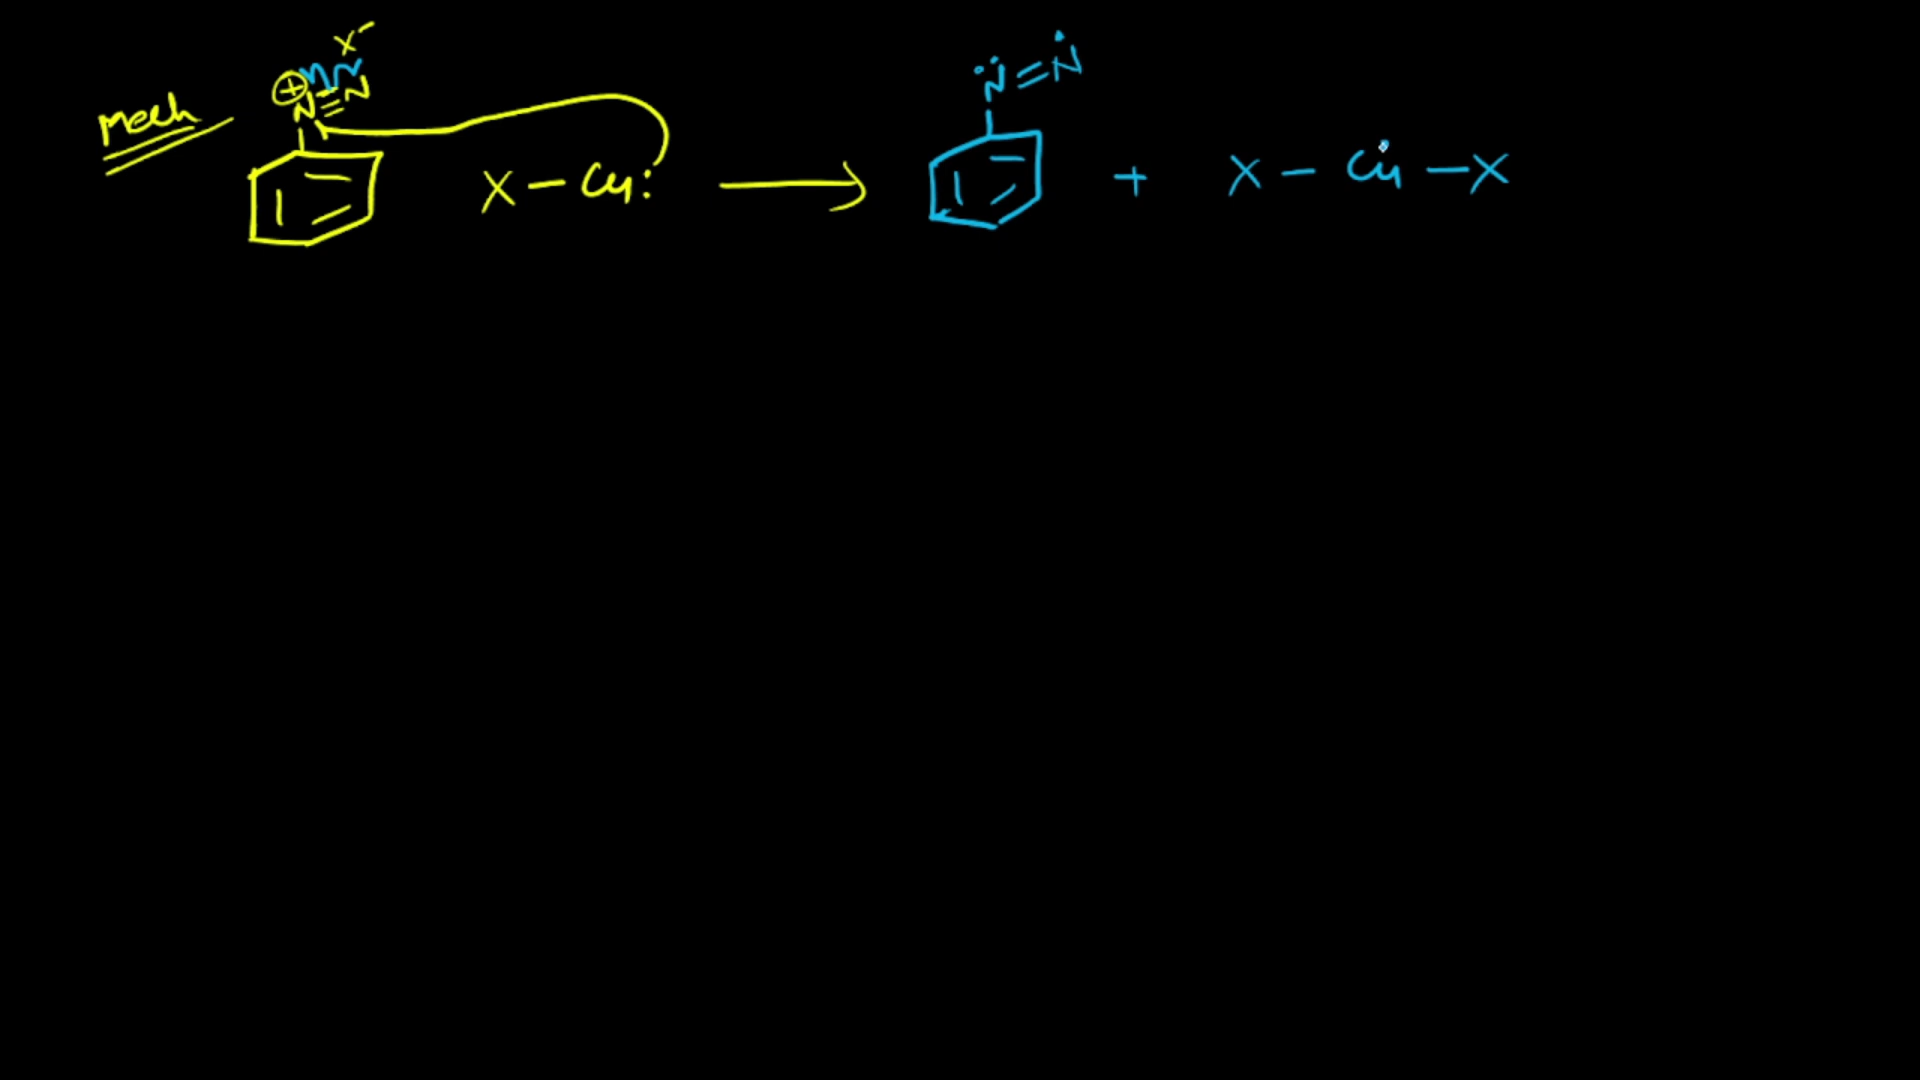 Mech
X⁻
⊕
N≡N
X – Cu: ⟶
N̈=Ṅ
+ X – Cu̇ – X